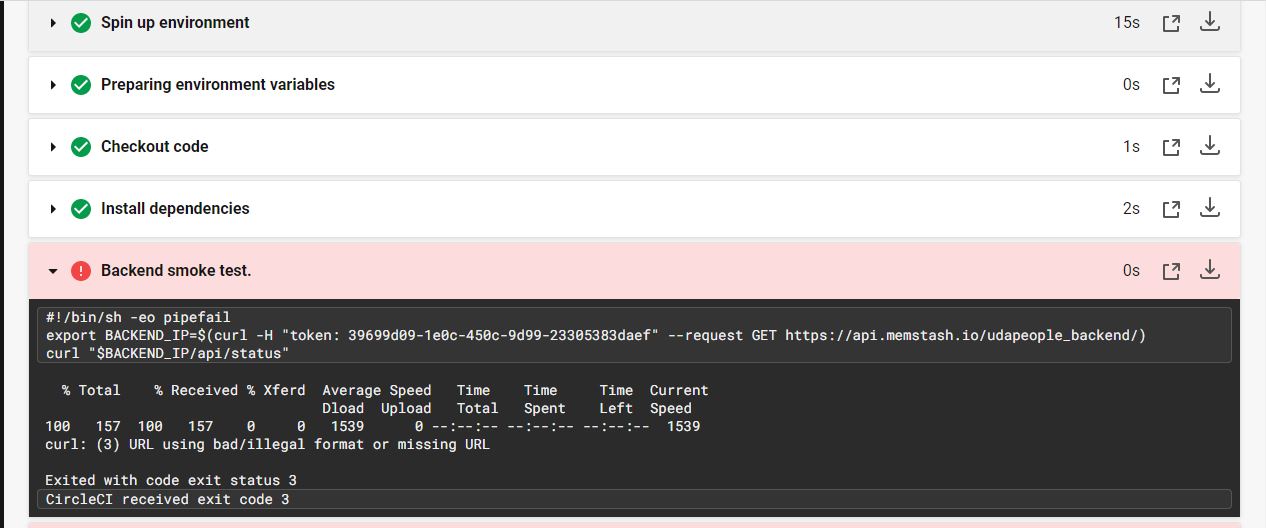 Spin up environment 15s
Preparing environment variables 0s
Checkout code 1s
Install dependencies 2s
Backend smoke test. 0s
#!/bin/sh -eo pipefail
export BACKEND_IP=$(curl -H "token: 39699d09-1e0c-450c-9d99-23305383daef" --request GET https://api.memstash.io/udapeople_backend/)
curl "$BACKEND_IP/api/status"
% Total % Received % Xferd Average Speed Time Time Time Current
Dload Upload Total Spent Left Speed
100 157 100 157 0 0 1539 0 --:--:-- --:--:-- --:--:-- 1539
curl: (3) URL using bad/illegal format or missing URL
Exited with code exit status 3
CircleCI received exit code 3